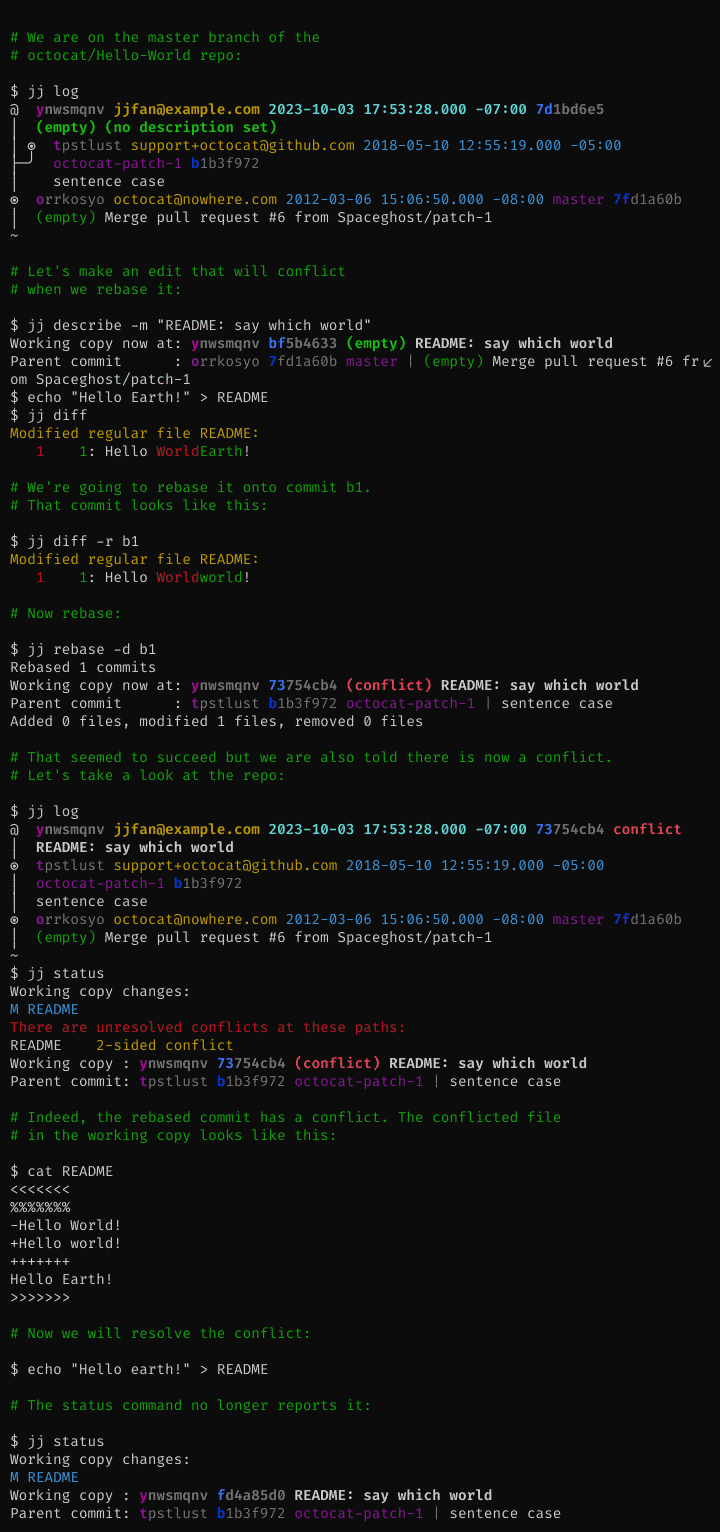 # We are on the master branch of the
# octocat/Hello-World repo:
$ jj log
@ ynwsmqnv jjfan@example.com 2023-10-03 17:53:28.000 -07:00 7d1bd6e5
(empty) (no description set)
tpstlust support+octocat@github.com 2018-05-10 12:55:19.000 -05:00
octocat-patch-1 b1b3f972
sentence case
orrkosyo octocat@nowhere.com 2012-03-06 15:06:50.000 -08:00 master 7fd1a60b
(empty) Merge pull request #6 from Spaceghost/patch-1
~
# Let's make an edit that will conflict
# when we rebase it:
$ jj describe -m "README: say which world"
Working copy now at: ynwsmqnv bf5b4633 (empty) README: say which world
Parent commit      : orrkosyo 7fd1a60b master | (empty) Merge pull request #6 fr↙
om Spaceghost/patch-1
$ echo "Hello Earth!" > README
$ jj diff
Modified regular file README:
   1    1: Hello WorldEarth!
# We're going to rebase it onto commit b1.
# That commit looks like this:
$ jj diff -r b1
Modified regular file README:
   1    1: Hello Worldworld!
# Now rebase:
$ jj rebase -d b1
Rebased 1 commits
Working copy now at: ynwsmqnv 73754cb4 (conflict) README: say which world
Parent commit      : tpstlust b1b3f972 octocat-patch-1 | sentence case
Added 0 files, modified 1 files, removed 0 files
# That seemed to succeed but we are also told there is now a conflict.
# Let's take a look at the repo:
$ jj log
@ ynwsmqnv jjfan@example.com 2023-10-03 17:53:28.000 -07:00 73754cb4 conflict
README: say which world
tpstlust support+octocat@github.com 2018-05-10 12:55:19.000 -05:00
octocat-patch-1 b1b3f972
sentence case
orrkosyo octocat@nowhere.com 2012-03-06 15:06:50.000 -08:00 master 7fd1a60b
(empty) Merge pull request #6 from Spaceghost/patch-1
~
$ jj status
Working copy changes:
M README
There are unresolved conflicts at these paths:
README    2-sided conflict
Working copy : ynwsmqnv 73754cb4 (conflict) README: say which world
Parent commit: tpstlust b1b3f972 octocat-patch-1 | sentence case
# Indeed, the rebased commit has a conflict. The conflicted file
# in the working copy looks like this:
$ cat README
<<<<<<<
%%%%%%%
-Hello World!
+Hello world!
+++++++
Hello Earth!
>>>>>>>
# Now we will resolve the conflict:
$ echo "Hello earth!" > README
# The status command no longer reports it:
$ jj status
Working copy changes:
M README
Working copy : ynwsmqnv fd4a85d0 README: say which world
Parent commit: tpstlust b1b3f972 octocat-patch-1 | sentence case